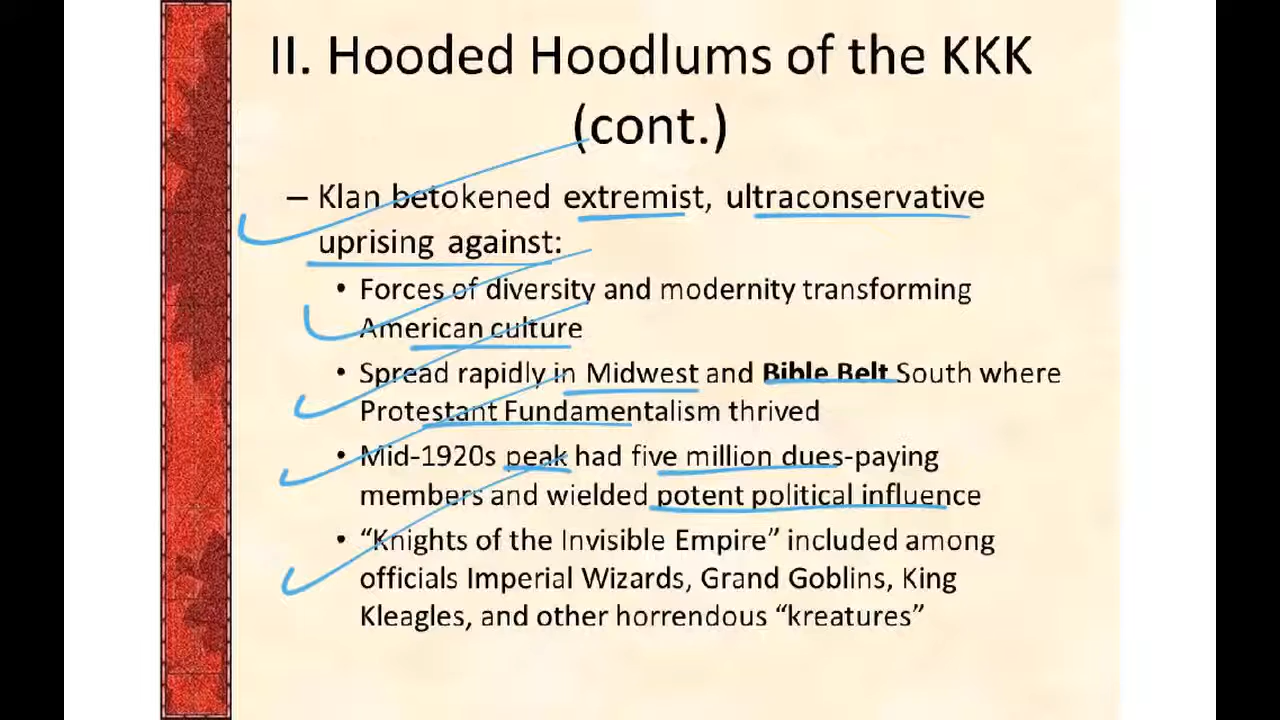 II. Hooded Hoodlums of the KKK
(cont.)
– Klan betokened extremist, ultraconservative
uprising against:
• Forces of diversity and modernity transforming
American culture
• Spread rapidly in Midwest and Bible Belt South where
Protestant Fundamentalism thrived
• Mid-1920s peak had five million dues-paying
members and wielded potent political influence
• “Knights of the Invisible Empire” included among
officials Imperial Wizards, Grand Goblins, King
Kleagles, and other horrendous “kreatures”